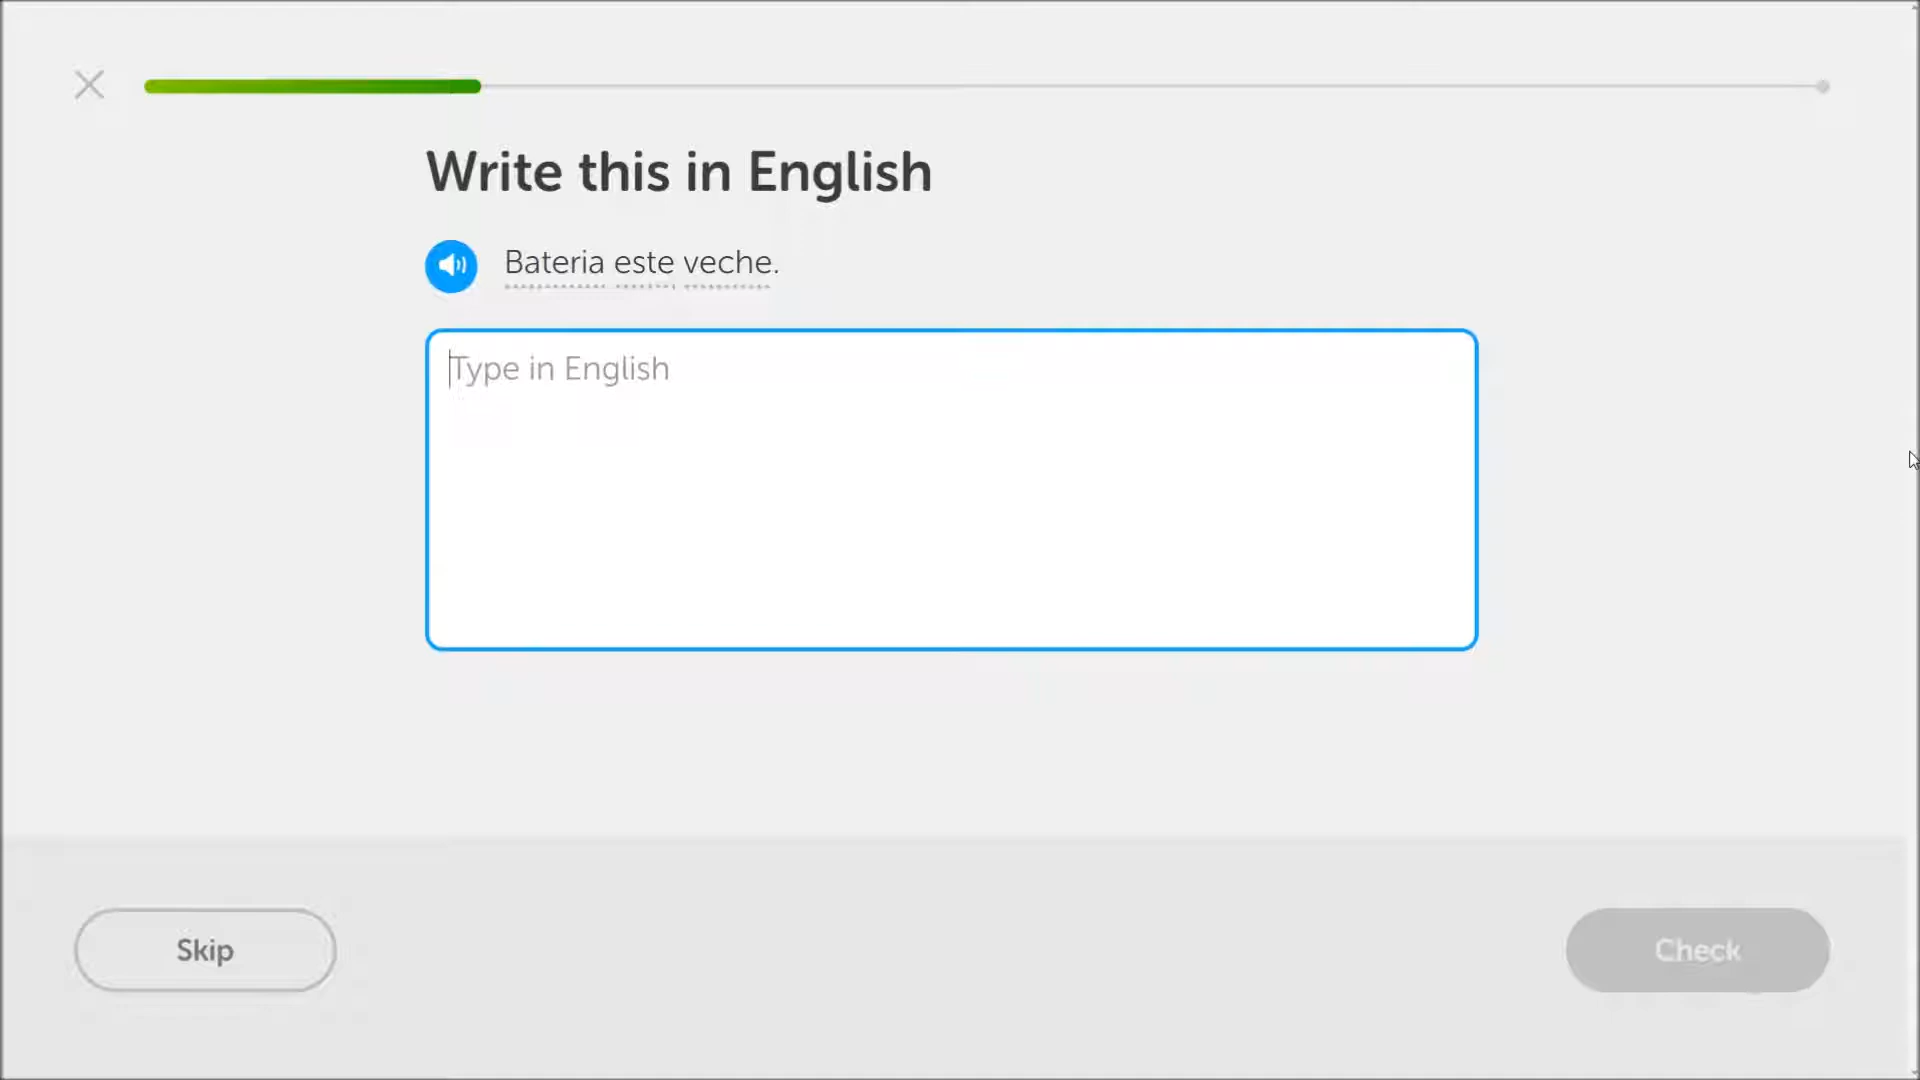 Write this in English
Bateria este veche.
Type in English
Skip
Check